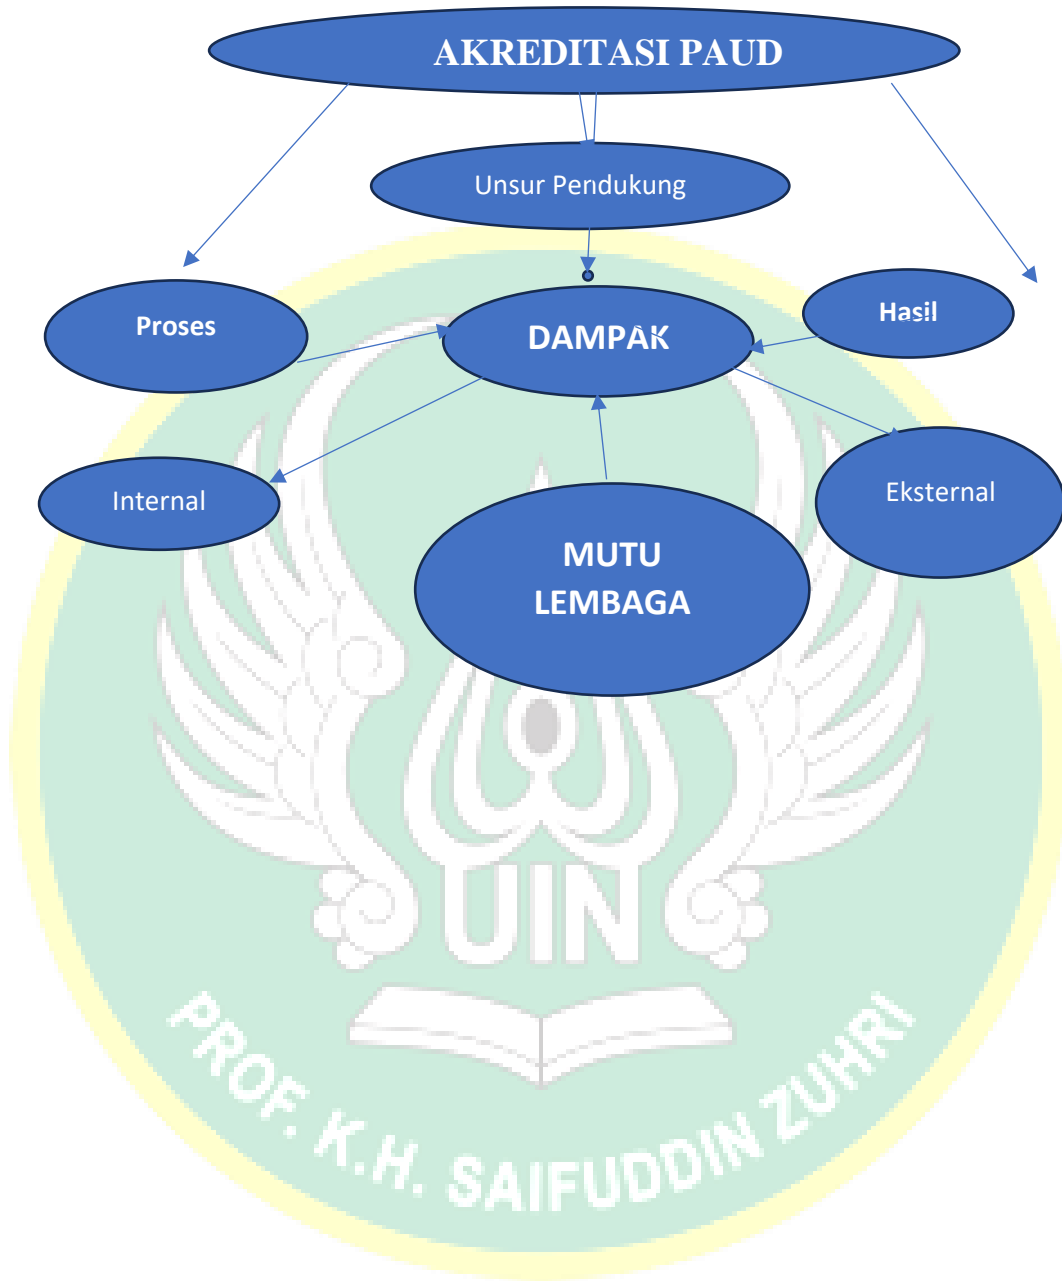 AKREDITASI PAUD
Unsur Pendukung
Proses
DAMPAK
Hasil
Internal
Eksternal
MUTU
LEMBAGA
UIN
PROF. K.H. SAIFUDDIN ZUHRI